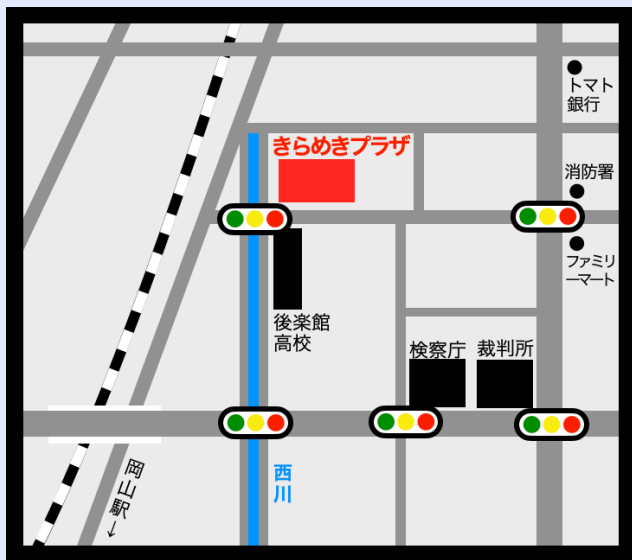 トマト
銀行
きらめきプラザ
消防署
ファミリ
ーマート
後楽館
高校
検察庁
裁判所
西川
岡山駅→